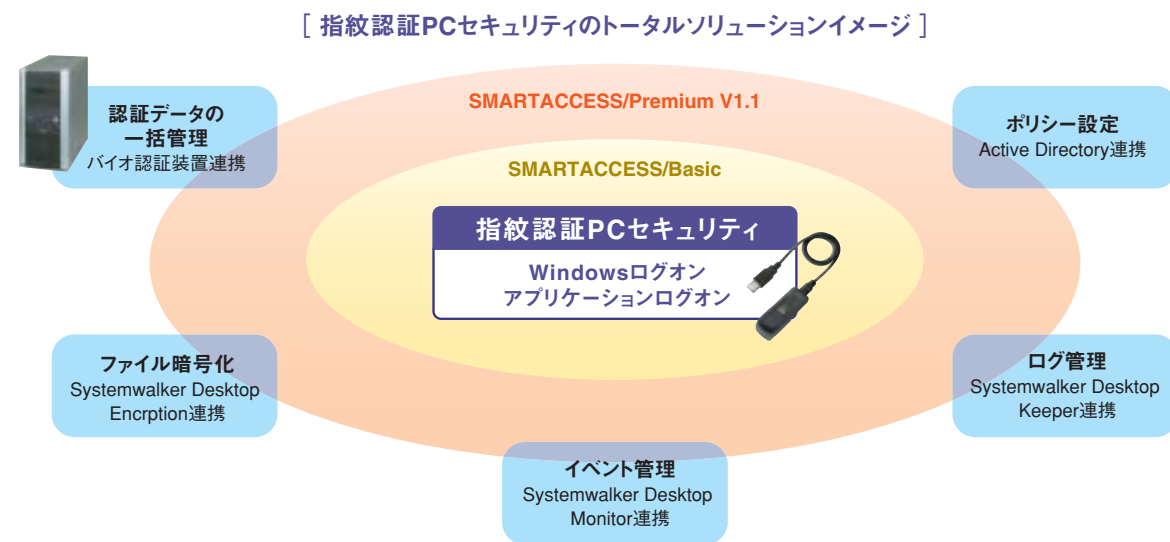 [ 指紋認証PCセキュリティのトータルソリューションイメージ ]
SMARTACCESS/Premium V1.1
認証データの
一括管理
バイオ認証装置連携
ポリシー設定
Active Directory連携
SMARTACCESS/Basic
指紋認証PCセキュリティ
Windowsログオン
アプリケーションログオン
ファイル暗号化
Systemwalker Desktop
Encrption連携
ログ管理
Systemwalker Desktop
Keeper連携
イベント管理
Systemwalker Desktop
Monitor連携